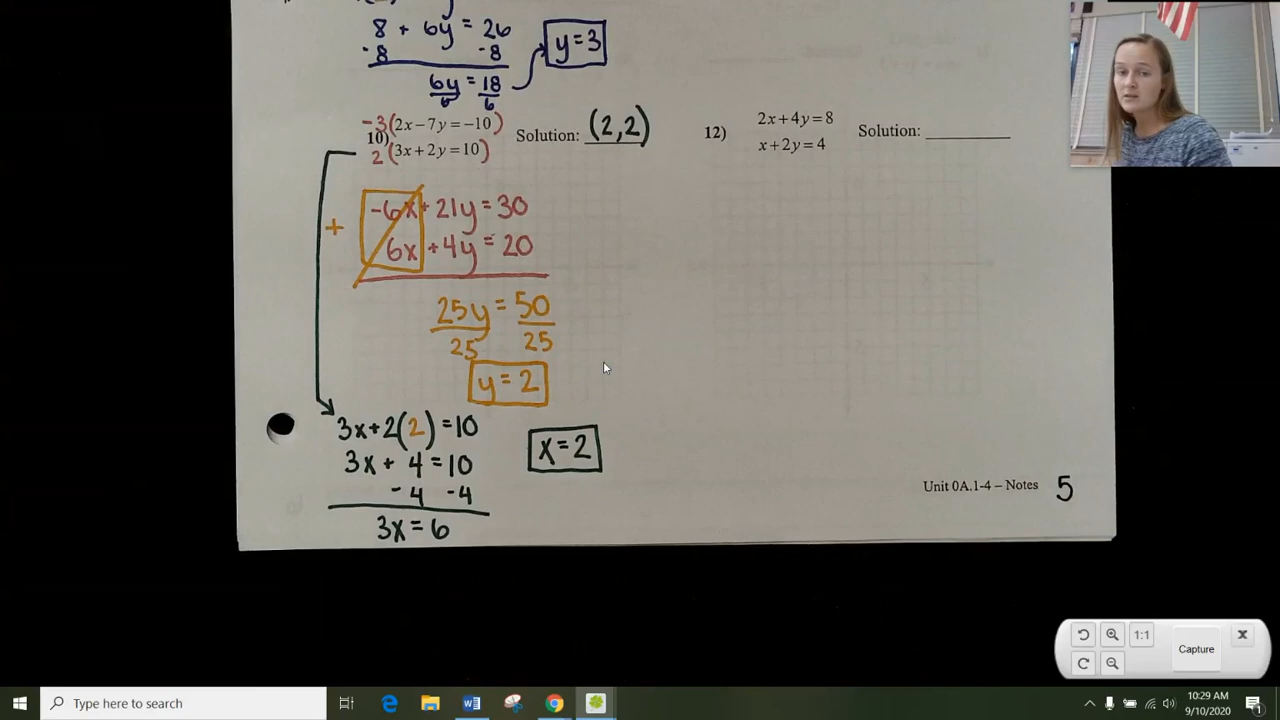 8 + 6y = 26
-8 -8
6y = 18
6 6
y = 3
10)
-3(2x − 7y = −10)
2(3x + 2y = 10)
Solution: (2,2)
-6x + 21y = 30
+
6x + 4y = 20
25y = 50
25 25
y = 2
3x + 2(2) = 10
3x + 4 = 10
- 4 - 4
3x = 6
x = 2
12)
2x + 4y = 8
x + 2y = 4
Solution: __________
Unit 0A.1-4 – Notes 5
1:1
Capture
Type here to search
10:29 AM
9/10/2020
1